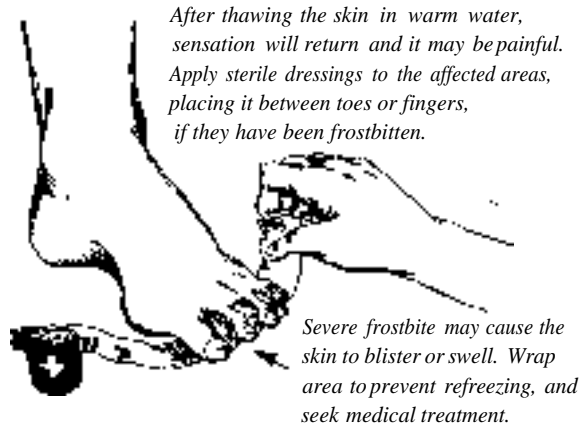 After thawing the skin in warm water,
sensation will return and it may be painful.
Apply sterile dressings to the affected areas,
placing it between toes or fingers,
if they have been frostbitten.
Severe frostbite may cause the
skin to blister or swell. Wrap
area to prevent refreezing, and
seek medical treatment.